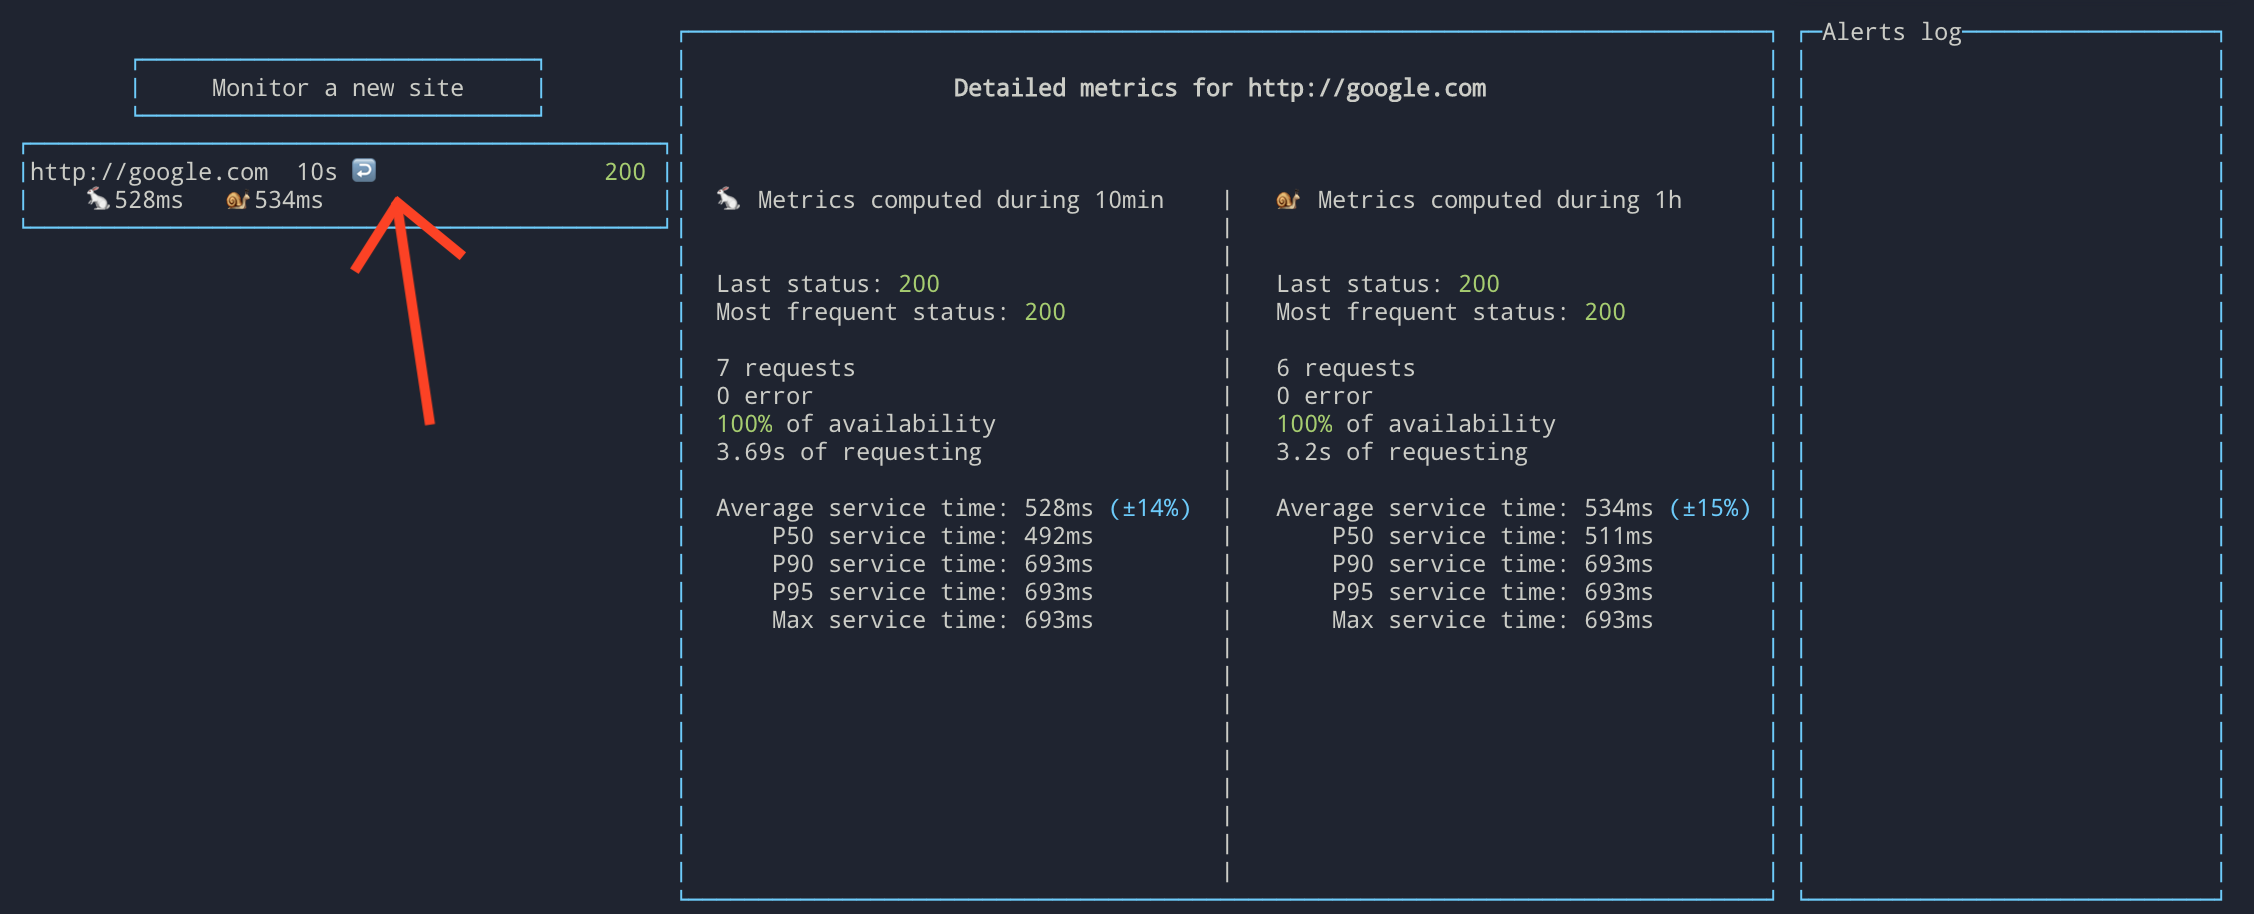 Monitor a new site
http://google.com 10s ↩️ 200
🐇528ms 🐌534ms
Detailed metrics for http://google.com
🐇 Metrics computed during 10min
Last status: 200
Most frequent status: 200
7 requests
0 error
100% of availability
3.69s of requesting
Average service time: 528ms (±14%)
P50 service time: 492ms
P90 service time: 693ms
P95 service time: 693ms
Max service time: 693ms
🐌 Metrics computed during 1h
Last status: 200
Most frequent status: 200
6 requests
0 error
100% of availability
3.2s of requesting
Average service time: 534ms (±15%)
P50 service time: 511ms
P90 service time: 693ms
P95 service time: 693ms
Max service time: 693ms
Alerts log